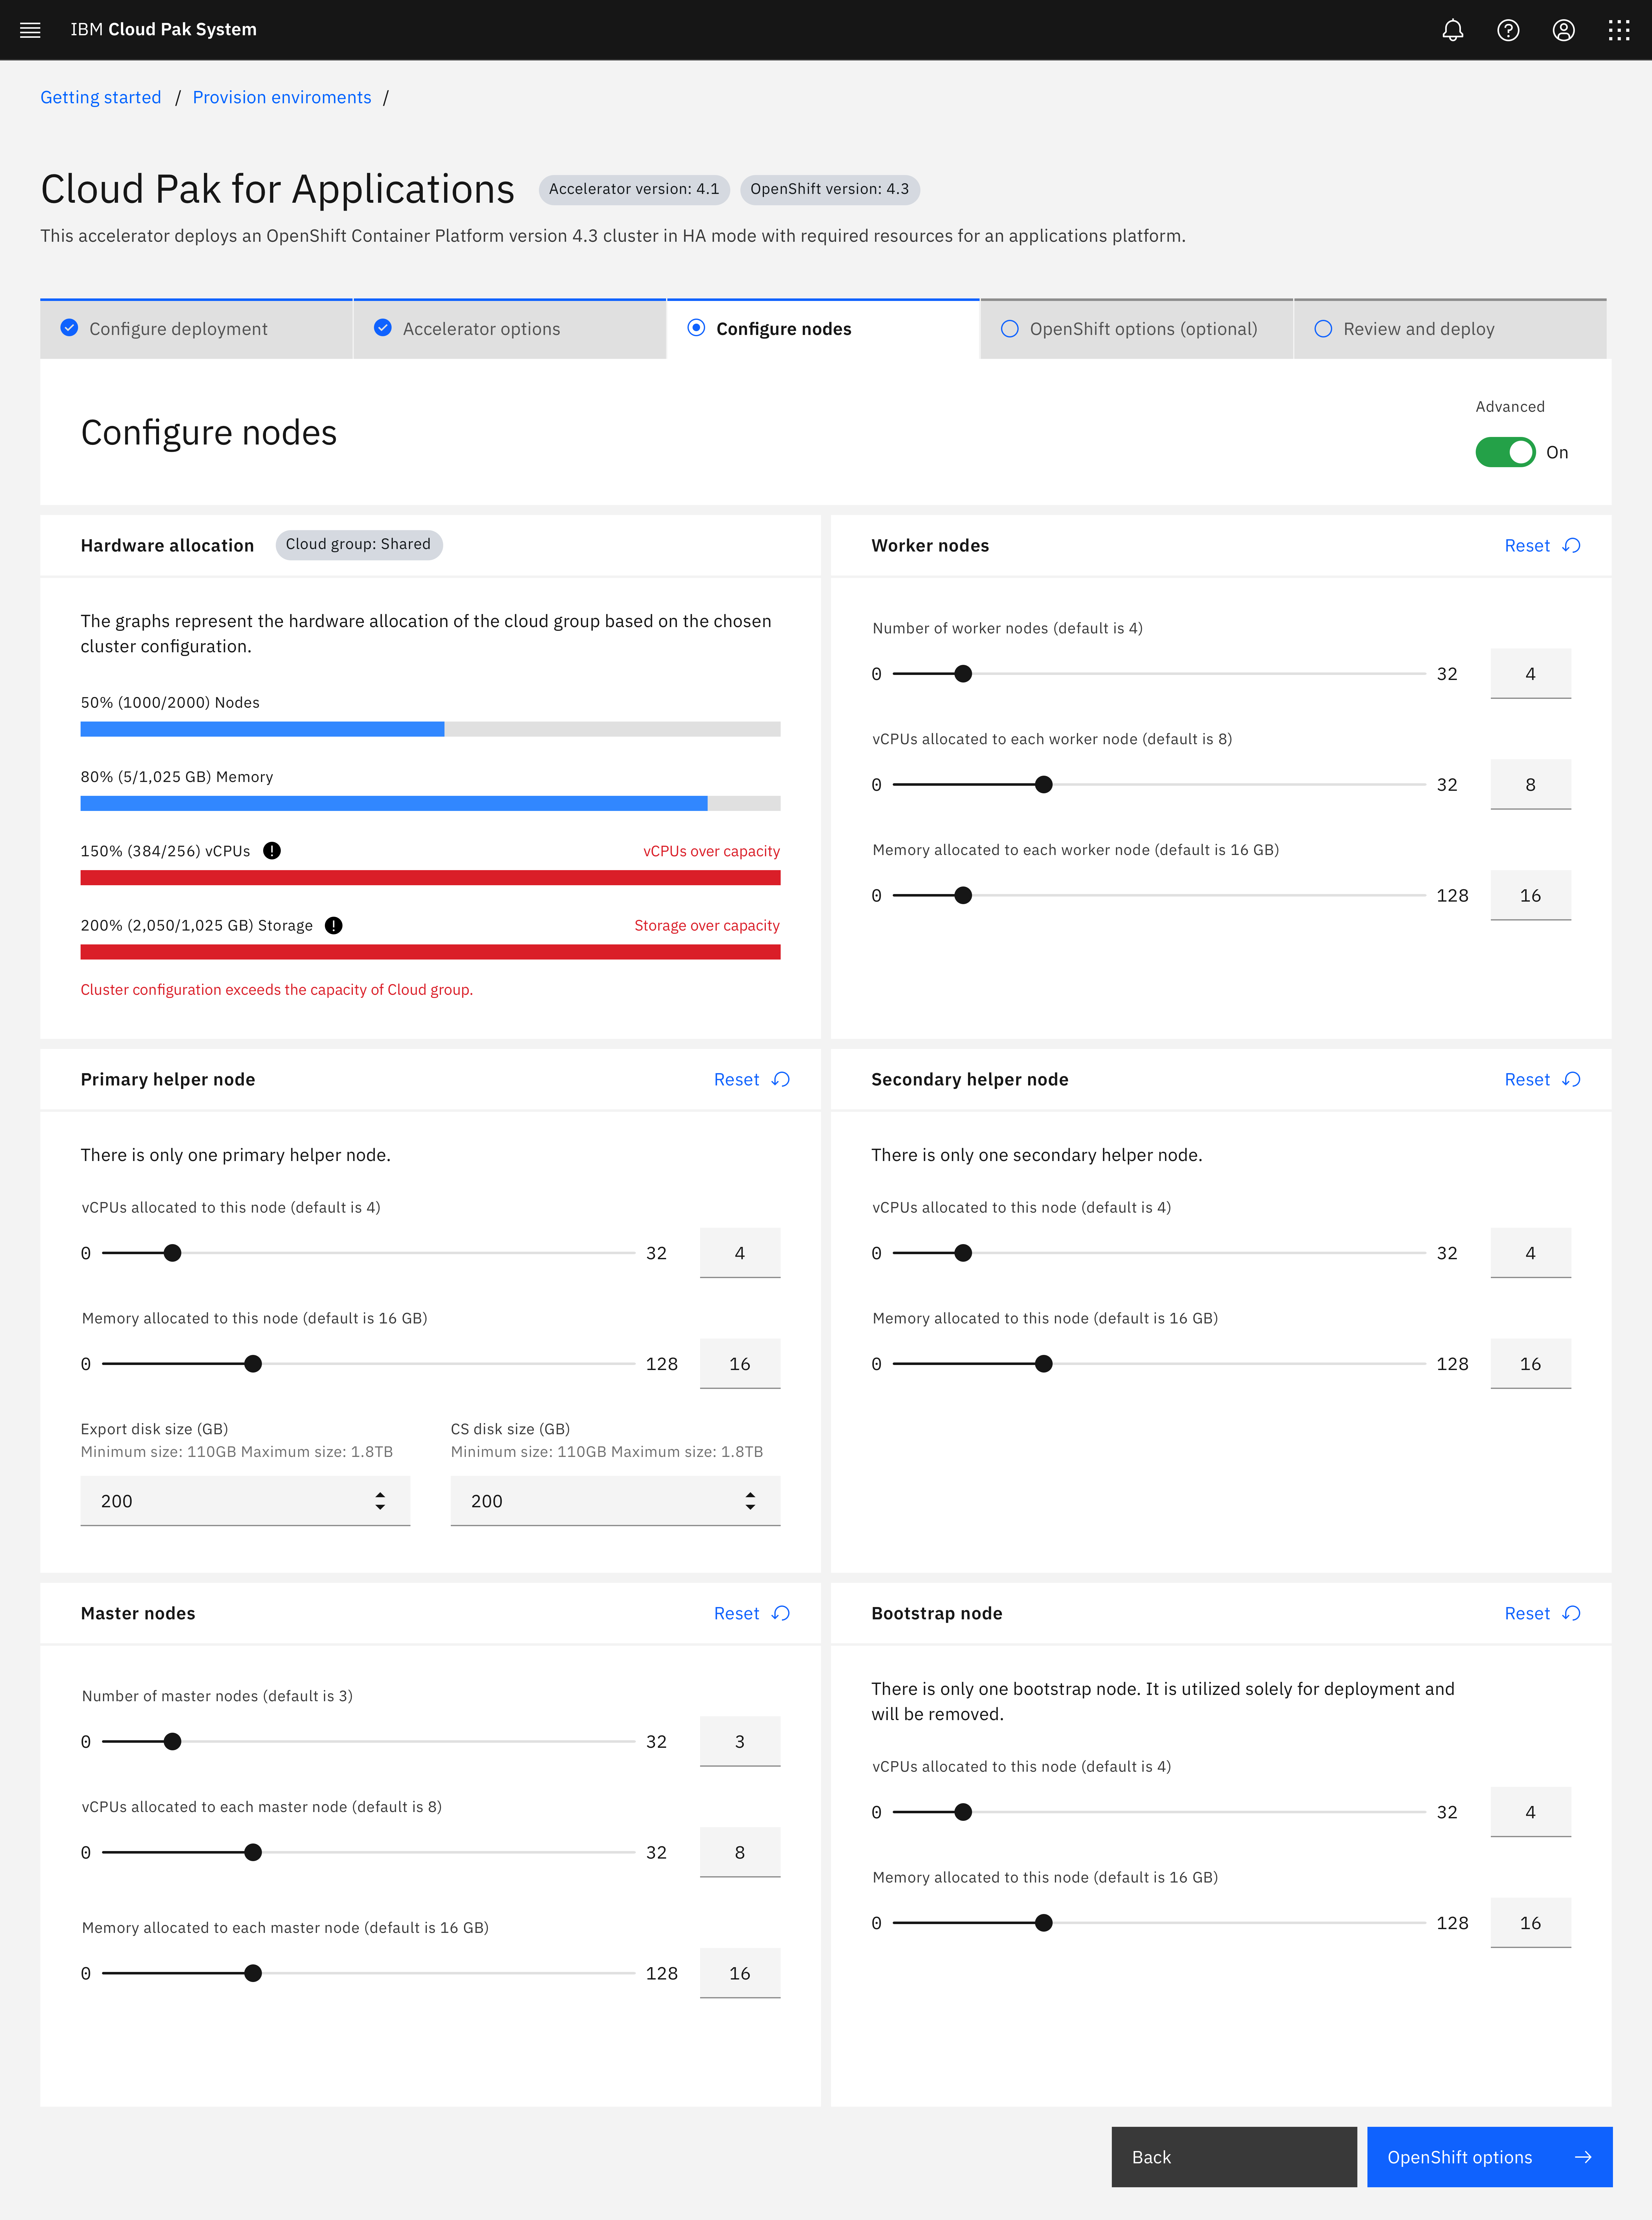 IBM Cloud Pak System
Getting started / Provision enviroments /
Cloud Pak for Applications
Accelerator version: 4.1
OpenShift version: 4.3
This accelerator deploys an OpenShift Container Platform version 4.3 cluster in HA mode with required resources for an applications platform.
Configure deployment
Accelerator options
Configure nodes
OpenShift options (optional)
Review and deploy
Configure nodes
Advanced
On
Hardware allocation
Cloud group: Shared
The graphs represent the hardware allocation of the cloud group based on the chosen
cluster configuration.
50% (1000/2000) Nodes
80% (5/1,025 GB) Memory
150% (384/256) vCPUs
vCPUs over capacity
200% (2,050/1,025 GB) Storage
Storage over capacity
Cluster configuration exceeds the capacity of Cloud group.
Worker nodes
Reset
Number of worker nodes (default is 4)
0 32 4
vCPUs allocated to each worker node (default is 8)
0 32 8
Memory allocated to each worker node (default is 16 GB)
0 128 16
Primary helper node
Reset
There is only one primary helper node.
vCPUs allocated to this node (default is 4)
0 32 4
Memory allocated to this node (default is 16 GB)
0 128 16
Export disk size (GB)
Minimum size: 110GB Maximum size: 1.8TB
200
CS disk size (GB)
Minimum size: 110GB Maximum size: 1.8TB
200
Secondary helper node
Reset
There is only one secondary helper node.
vCPUs allocated to this node (default is 4)
0 32 4
Memory allocated to this node (default is 16 GB)
0 128 16
Master nodes
Reset
Number of master nodes (default is 3)
0 32 3
vCPUs allocated to each master node (default is 8)
0 32 8
Memory allocated to each master node (default is 16 GB)
0 128 16
Bootstrap node
Reset
There is only one bootstrap node. It is utilized solely for deployment and
will be removed.
vCPUs allocated to this node (default is 4)
0 32 4
Memory allocated to this node (default is 16 GB)
0 128 16
Back
OpenShift options